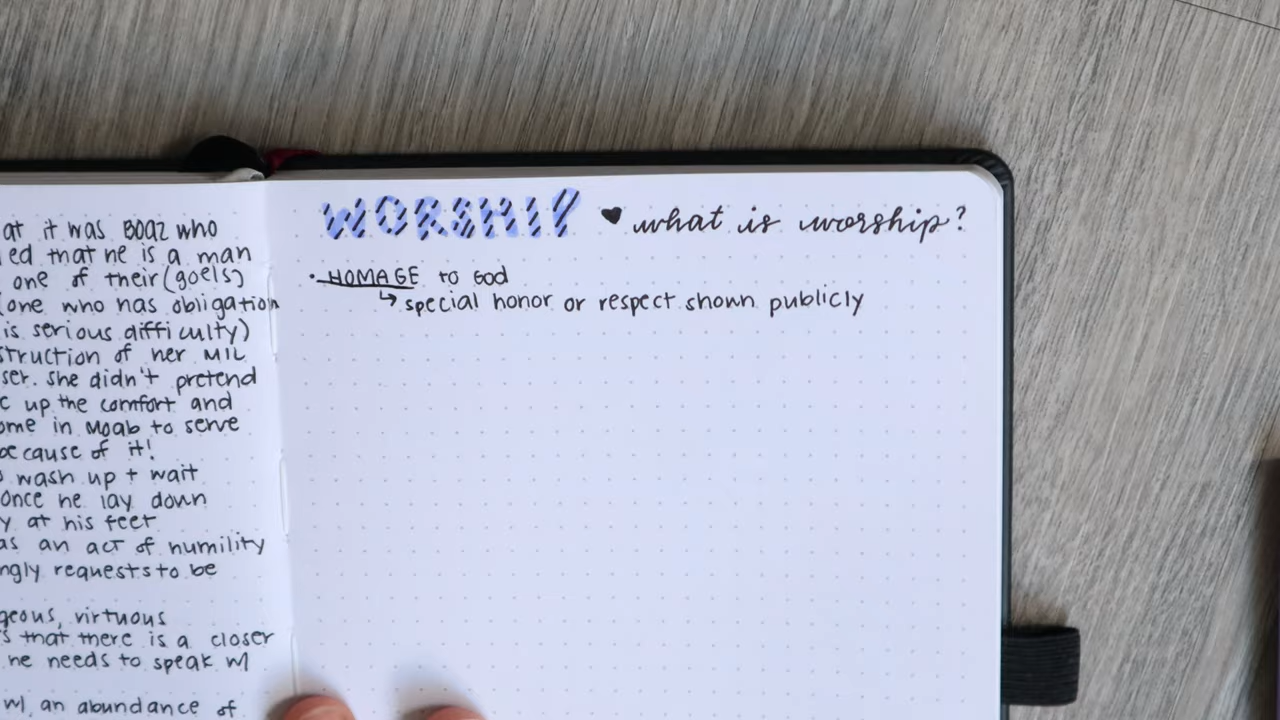 at it was Boaz who
ed that he is a man
one of their (goels)
(one who has obligation
is serious difficulty)
struction of her MIL
ser. she didn't pretend
c up the comfort and
ome in Moab to serve
because of it!
wash up + wait
once he lay down
y at his feet
as an act of humility
ngly requests to be
geous, virtuous
s that there is a closer
he needs to speak w/
w/ an abundance of
WORSHIP ♥ what is worship?
• HOMAGE to God
↳ special honor or respect shown publicly